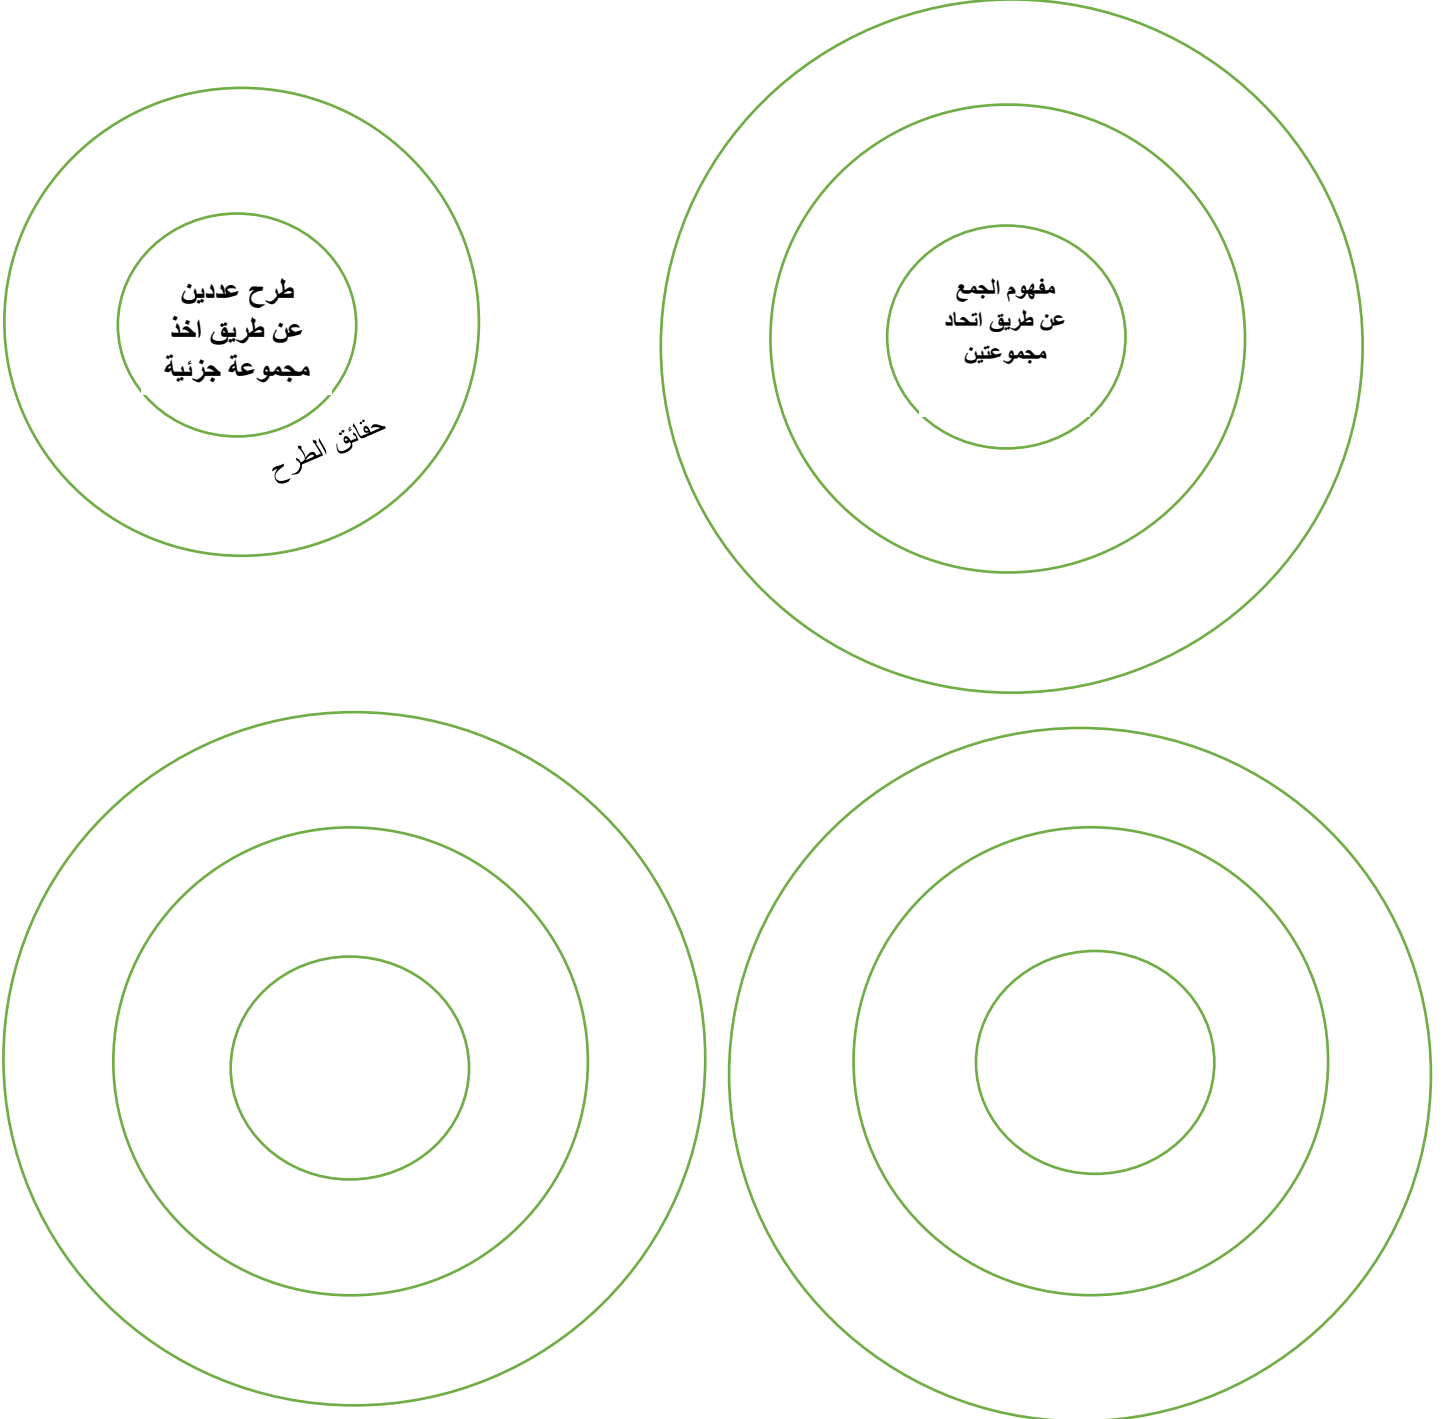 مفهوم الجمع
عن طريق اتحاد
مجموعتين
طرح عددين
عن طريق اخذ
مجموعة جزئية
حقائق الطرح